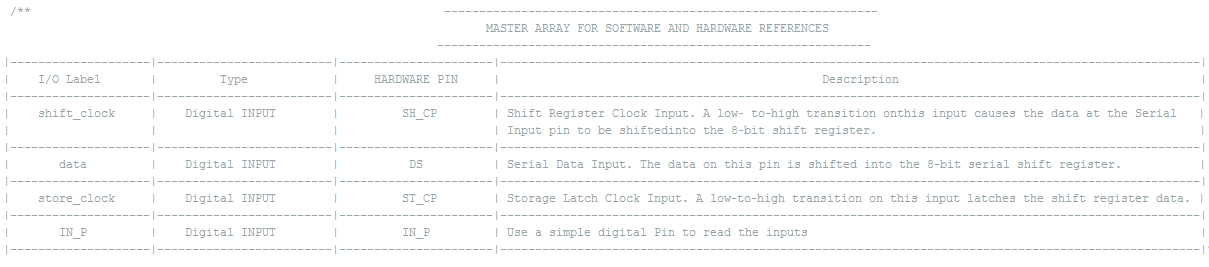 /**
MASTER ARRAY FOR SOFTWARE AND HARDWARE REFERENCES
I/O Label | Type | HARDWARE PIN | Description
shift_clock | Digital INPUT | SH_CP | Shift Register Clock Input. A low- to-high transition onthis input causes the data at the Serial
Input pin to be shiftedinto the 8-bit shift register.
data | Digital INPUT | DS | Serial Data Input. The data on this pin is shifted into the 8-bit serial shift register.
store_clock | Digital INPUT | ST_CP | Storage Latch Clock Input. A low-to-high transition on this input latches the shift register data.
IN_P | Digital INPUT | IN_P | Use a simple digital Pin to read the inputs